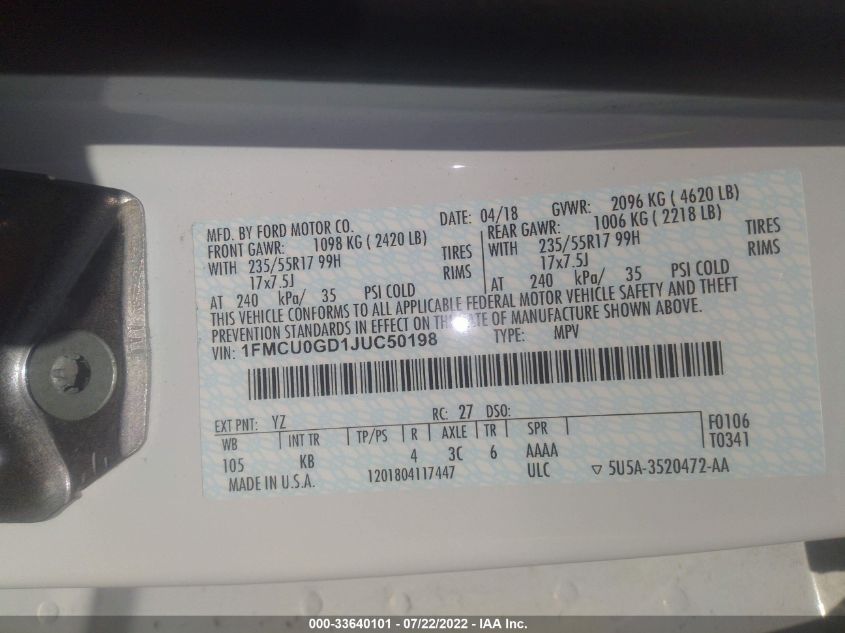 MFD. BY FORD MOTOR CO.
DATE: 04/18 GVWR: 2096 KG ( 4620 LB)
FRONT GAWR: 1098 KG ( 2420 LB) REAR GAWR: 1006 KG ( 2218 LB)
WITH 235/55R17 99H TIRES WITH 235/55R17 99H TIRES
17x7.5J RIMS 17x7.5J RIMS
AT 240 kPa/ 35 PSI COLD AT 240 kPa/ 35 PSI COLD
THIS VEHICLE CONFORMS TO ALL APPLICABLE FEDERAL MOTOR VEHICLE SAFETY AND THEFT
PREVENTION STANDARDS IN EFFECT ON THE DATE OF MANUFACTURE SHOWN ABOVE.
VIN: 1FMCU0GD1JUC50198 TYPE: MPV
EXT PNT: YZ RC: 27 DSO:
WB INT TR TP/PS R AXLE TR SPR F0106
105 KB 4 3C 6 AAAA T0341
MADE IN U.S.A. 1201804117447 ULC ▽ 5U5A-3520472-AA
000-33640101 - 07/22/2022 - IAA Inc.